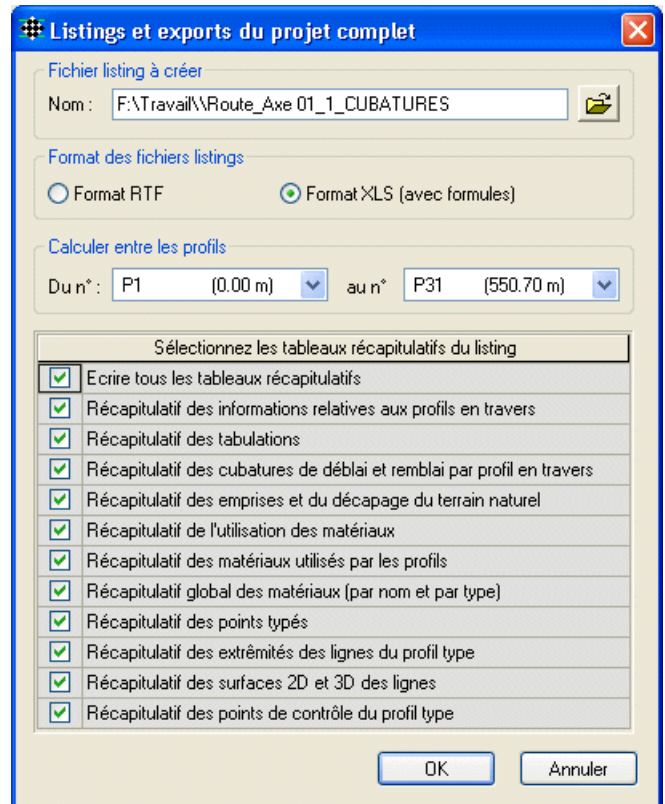 Listings et exports du projet complet
Fichier listing à créer
Nom : F:\Travail\\Route_Axe 01_1_CUBATURES
Format des fichiers listings
Format RTF Format XLS (avec formules)
Calculer entre les profils
Du n° : P1 (0.00 m) au n° P31 (550.70 m)
Sélectionnez les tableaux récapitulatifs du listing
Ecrire tous les tableaux récapitulatifs
Récapitulatif des informations relatives aux profils en travers
Récapitulatif des tabulations
Récapitulatif des cubatures de déblai et remblai par profil en travers
Récapitulatif des emprises et du décapage du terrain naturel
Récapitulatif de l'utilisation des matériaux
Récapitulatif des matériaux utilisés par les profils
Récapitulatif global des matériaux (par nom et par type)
Récapitulatif des points typés
Récapitulatif des extrêmités des lignes du profil type
Récapitulatif des surfaces 2D et 3D des lignes
Récapitulatif des points de contrôle du profil type
OK Annuler